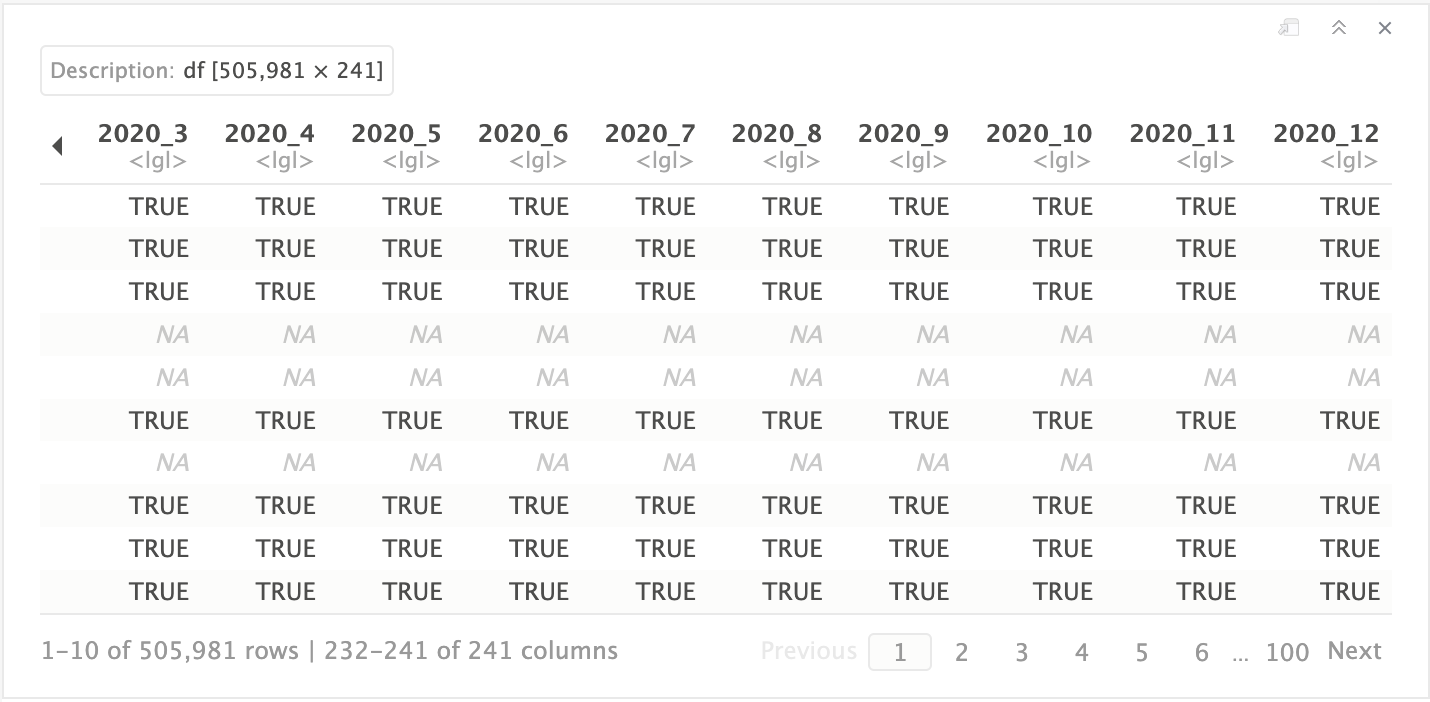 Description: df [505,981 × 241]
2020_3 2020_4 2020_5 2020_6 2020_7 2020_8 2020_9 2020_10 2020_11 2020_12
<lgl> <lgl> <lgl> <lgl> <lgl> <lgl> <lgl> <lgl> <lgl> <lgl>
TRUE TRUE TRUE TRUE TRUE TRUE TRUE TRUE TRUE TRUE
TRUE TRUE TRUE TRUE TRUE TRUE TRUE TRUE TRUE TRUE
TRUE TRUE TRUE TRUE TRUE TRUE TRUE TRUE TRUE TRUE
NA NA NA NA NA NA NA NA NA NA
NA NA NA NA NA NA NA NA NA NA
TRUE TRUE TRUE TRUE TRUE TRUE TRUE TRUE TRUE TRUE
NA NA NA NA NA NA NA NA NA NA
TRUE TRUE TRUE TRUE TRUE TRUE TRUE TRUE TRUE TRUE
TRUE TRUE TRUE TRUE TRUE TRUE TRUE TRUE TRUE TRUE
TRUE TRUE TRUE TRUE TRUE TRUE TRUE TRUE TRUE TRUE
1-10 of 505,981 rows | 232-241 of 241 columns Previous 1 2 3 4 5 6 ... 100 Next